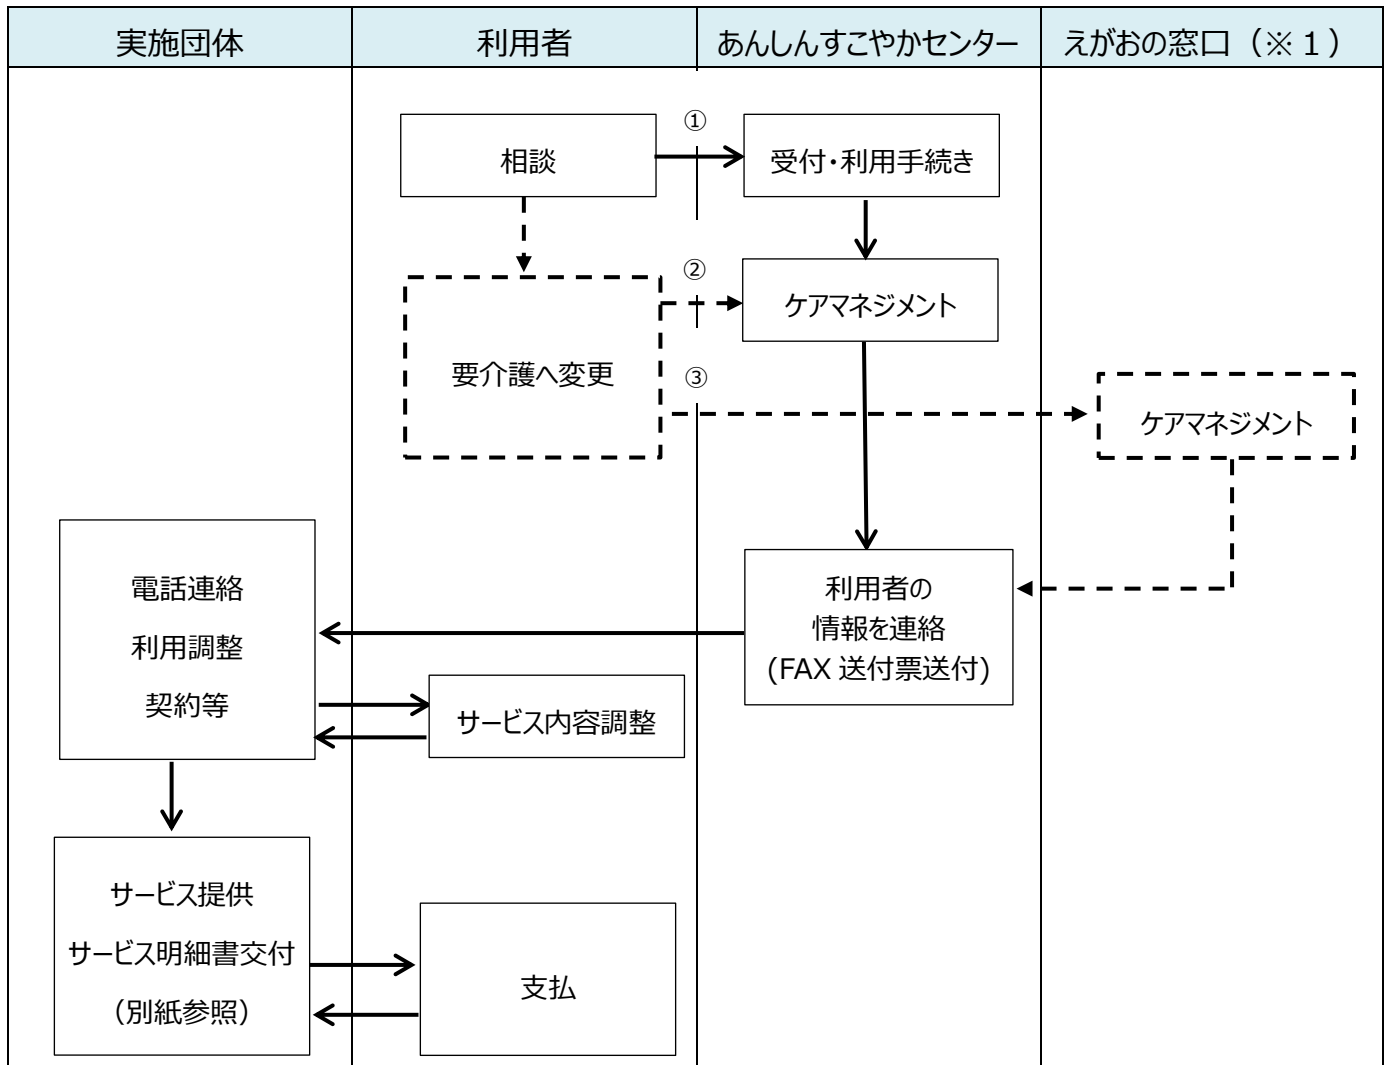 実施団体
利用者
あんしんすこやかセンター
えがおの窓口（※１）
①
相談
受付・利用手続き
②
ケアマネジメント
要介護へ変更
③
ケアマネジメント
電話連絡
利用調整
契約等
利用者の
情報を連絡
(FAX 送付票送付)
サービス内容調整
サービス提供
サービス明細書交付
（別紙参照）
支払